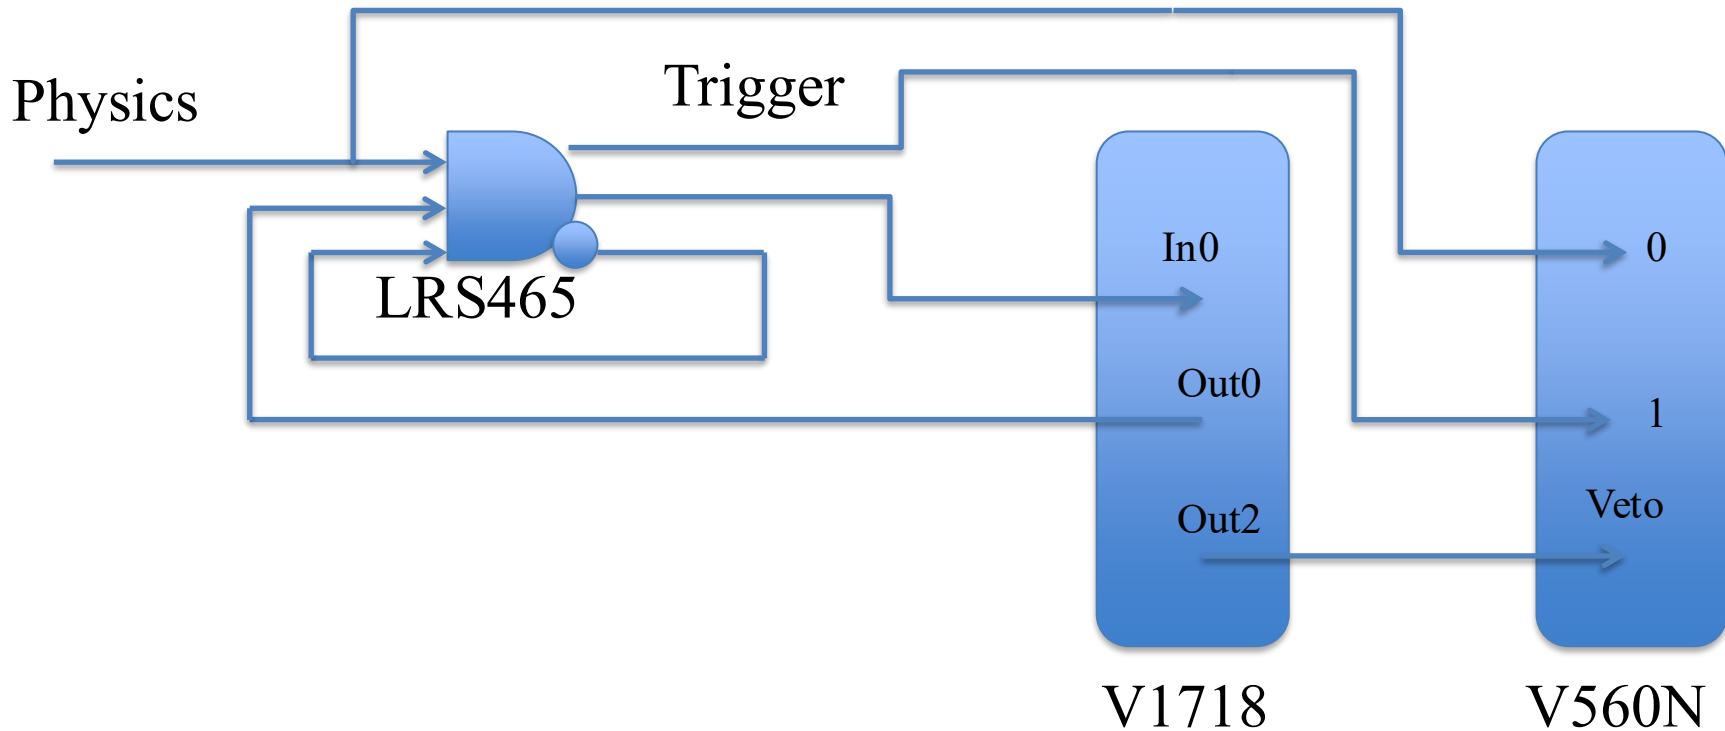 Physics
Trigger
LRS465
In0
Out0
Out2
V1718
0
1
Veto
V560N